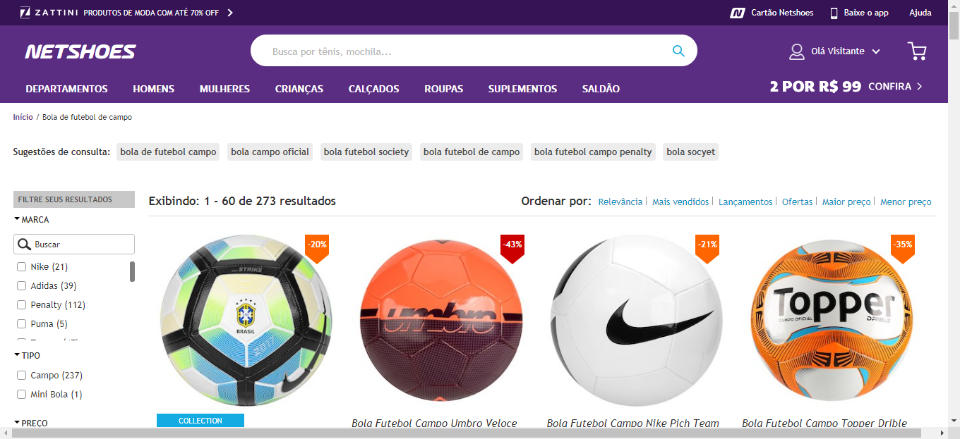 ZATTINI PRODUTOS DE MODA COM ATÉ 70% OFF
Cartão Netshoes
Baixe o app
Ajuda
NETSHOES
Busca por tênis, mochila...
Olá Visitante
DEPARTAMENTOS HOMENS MULHERES CRIANÇAS CALÇADOS ROUPAS SUPLEMENTOS SALDÃO
2 POR R$ 99 CONFIRA
Início / Bola de futebol de campo
Sugestões de consulta: bola de futebol campo bola campo oficial bola futebol society bola futebol de campo bola futebol campo penalty bola socyet
FILTRE SEUS RESULTADOS
MARCA
Buscar
Nike (21)
Adidas (39)
Penalty (112)
Puma (5)
TIPO
Campo (237)
Mini Bola (1)
PREÇO
Exibindo: 1 - 60 de 273 resultados
Ordenar por: Relevância Mais vendidos Lançamentos Ofertas Maior preço Menor preço
-20%
STRIKE
BRASIL
2017
COLLECTION
-43%
umbro
Bola Futebol Campo Umbro Veloce
-21%
Bola Futebol Campo Nike Pich Team
-35%
Topper
CAMPO OFICIAL
Bola Futebol Campo Topper Drible